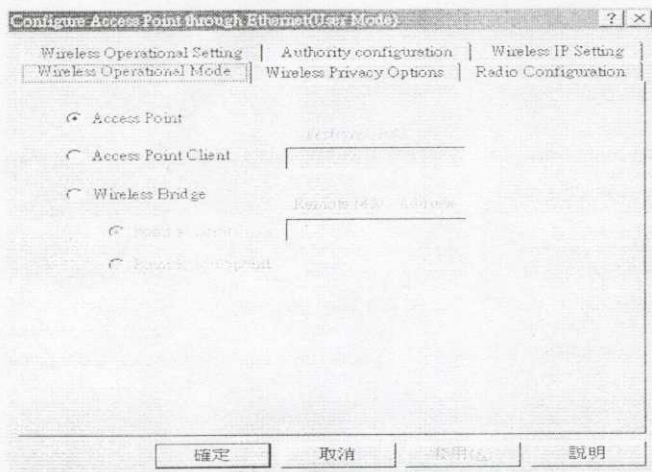 Configure Access Point through Ethernet(User Mode)
Wireless Operational Setting
Authority configuration
Wireless IP Setting
Wireless Operational Mode
Wireless Privacy Options
Radio Configuration
Access Point
Access Point Client
Wireless Bridge
確定
取消
説明